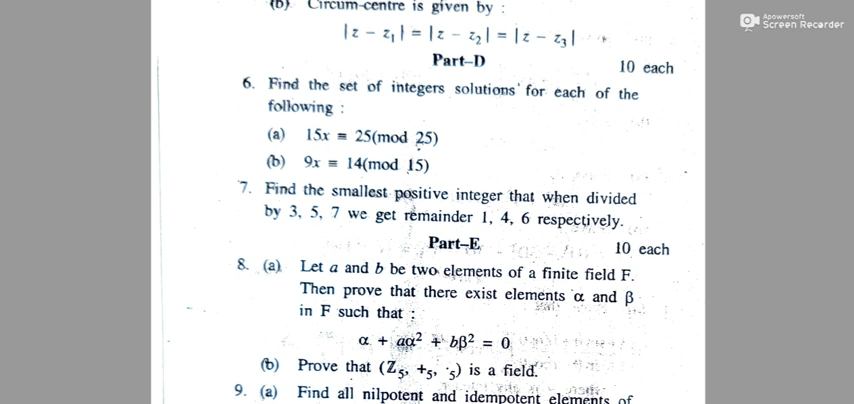 (b) Circum-centre is given by :
|z − z₁| = |z − z₂| = |z − z₃|
Part–D
10 each
6. Find the set of integers solutions for each of the
following :
(a) 15x ≡ 25(mod 25)
(b) 9x ≡ 14(mod 15)
7. Find the smallest positive integer that when divided
by 3, 5, 7 we get remainder 1, 4, 6 respectively.
Part–E
10 each
8. (a) Let a and b be two elements of a finite field F.
Then prove that there exist elements α and β
in F such that :
α + aα² + bβ² = 0
(b) Prove that (Z₅, +₅, ·₅) is a field.
9. (a) Find all nilpotent and idempotent elements of
Apowersoft
Screen Recorder